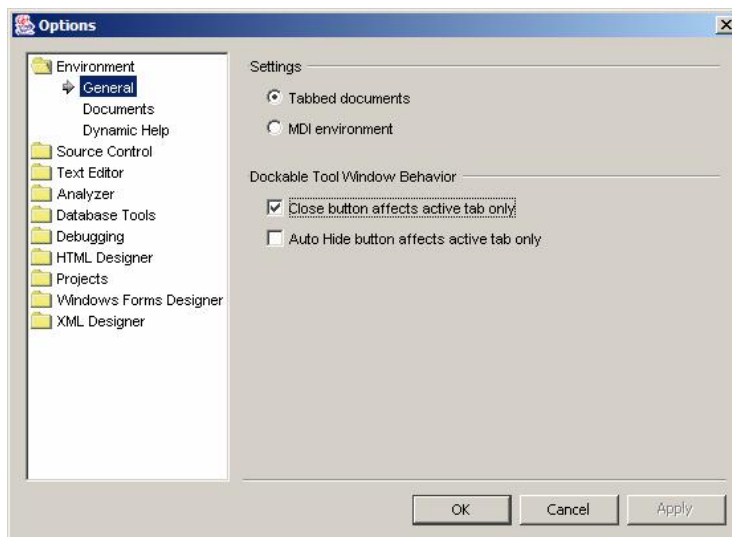 Options
Environment
General
Documents
Dynamic Help
Source Control
Text Editor
Analyzer
Database Tools
Debugging
HTML Designer
Projects
Windows Forms Designer
XML Designer
Settings
Tabbed documents
MDI environment
Dockable Tool Window Behavior
Close button affects active tab only
Auto Hide button affects active tab only
OK Cancel Apply